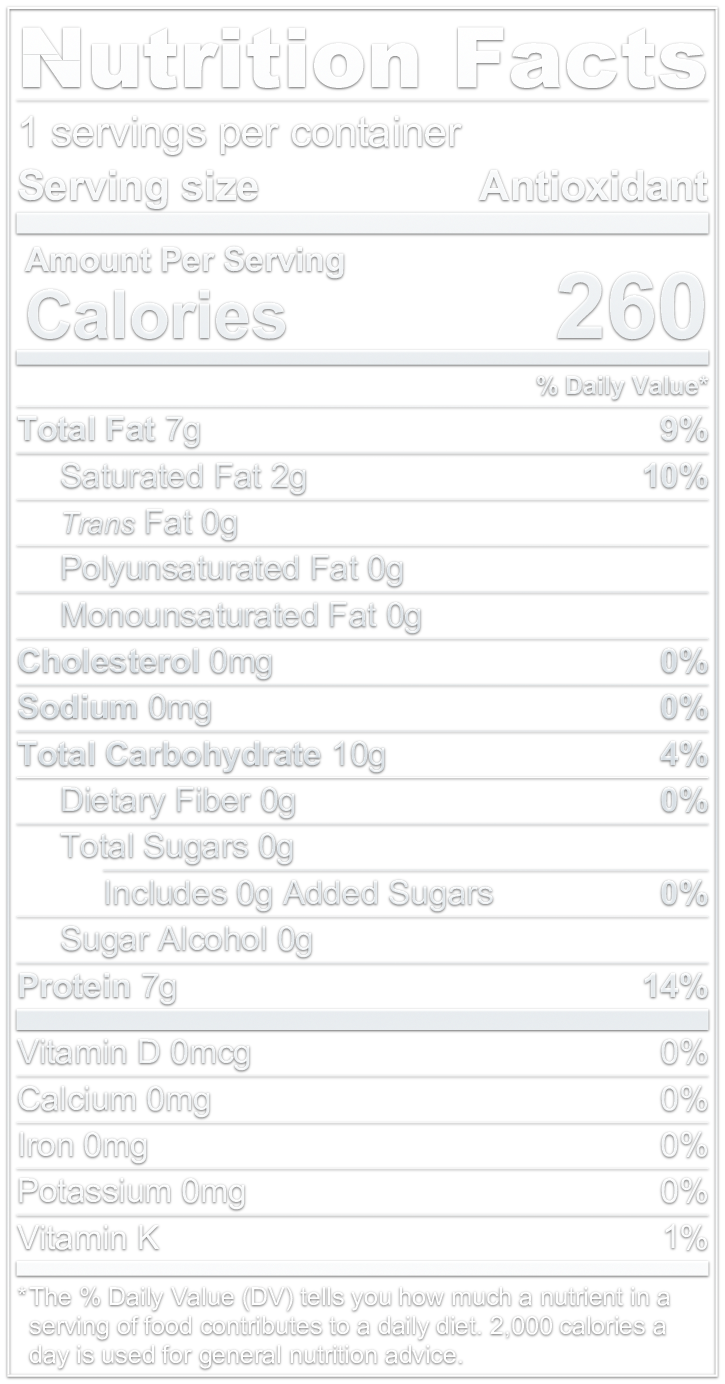 Nutrition Facts
1 servings per container
Serving size Antioxidant
Amount Per Serving
Calories 260
% Daily Value*
Total Fat 7g 9%
Saturated Fat 2g 10%
Trans Fat 0g
Polyunsaturated Fat 0g
Monounsaturated Fat 0g
Cholesterol 0mg 0%
Sodium 0mg 0%
Total Carbohydrate 10g 4%
Dietary Fiber 0g 0%
Total Sugars 0g
Includes 0g Added Sugars 0%
Sugar Alcohol 0g
Protein 7g 14%
Vitamin D 0mcg 0%
Calcium 0mg 0%
Iron 0mg 0%
Potassium 0mg 0%
Vitamin K 1%
*The % Daily Value (DV) tells you how much a nutrient in a
serving of food contributes to a daily diet. 2,000 calories a
day is used for general nutrition advice.